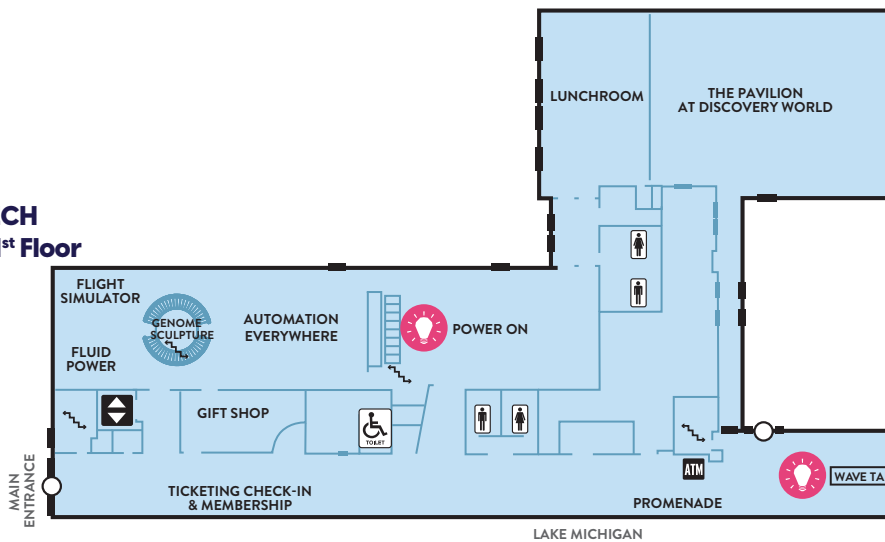 LUNCHROOM
THE PAVILION
AT DISCOVERY WORLD
CH
1st Floor
FLIGHT
SIMULATOR
GENOME
SCULPTURE
AUTOMATION
EVERYWHERE
POWER ON
FLUID
POWER
GIFT SHOP
TOILET
MAIN
ENTRANCE
TICKETING CHECK-IN
& MEMBERSHIP
ATM
WAVE TA
PROMENADE
LAKE MICHIGAN